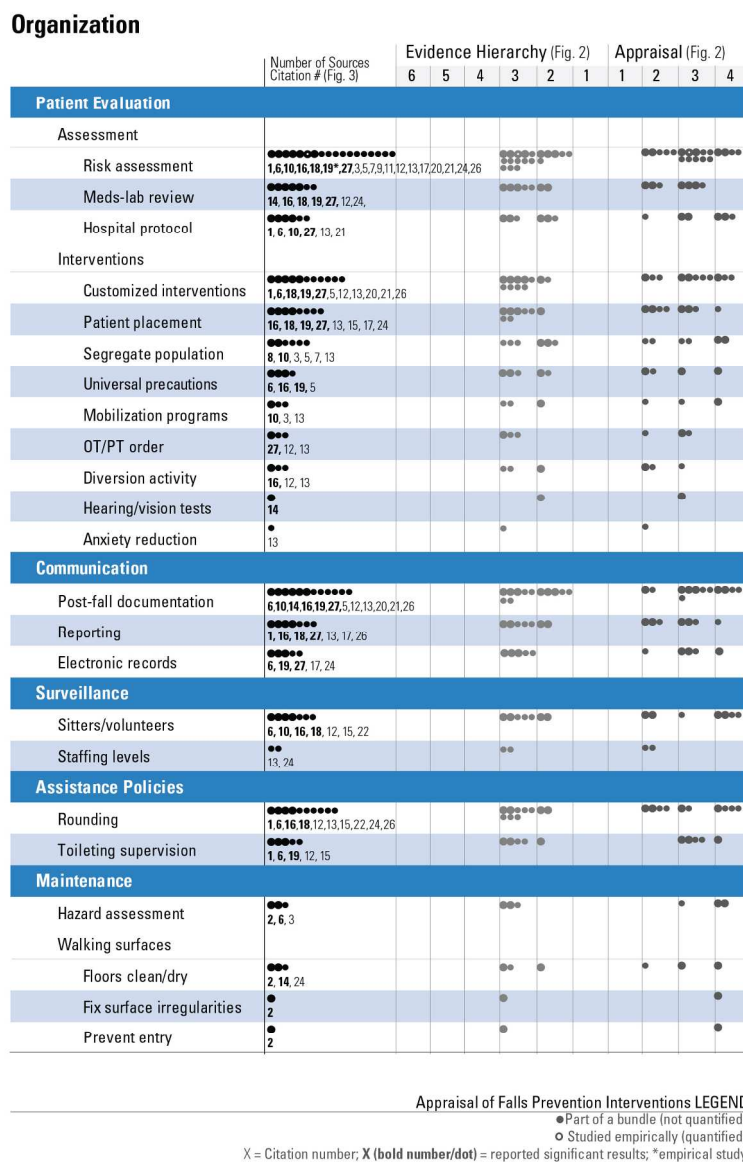 Organization
Number of Sources
Citation # (Fig. 3)
Evidence Hierarchy (Fig. 2)
Appraisal (Fig. 2)
6 5 4 3 2 1 1 2 3 4
Patient Evaluation
Assessment
Risk assessment
1,6,10,16,18,19*,27,3,5,7,9,11,12,13,17,20,21,24,26
Meds-lab review
14, 16, 18, 19, 27, 12,24,
Hospital protocol
1, 6, 10, 27, 13, 21
Interventions
Customized interventions
1,6,18,19,27,5,12,13,20,21,26
Patient placement
16, 18, 19, 27, 13, 15, 17, 24
Segregate population
8, 10, 3, 5, 7, 13
Universal precautions
6, 16, 19, 5
Mobilization programs
10, 3, 13
OT/PT order
27, 12, 13
Diversion activity
16, 12, 13
Hearing/vision tests
14
Anxiety reduction
13
Communication
Post-fall documentation
6,10,14,16,19,27,5,12,13,20,21,26
Reporting
1, 16, 18, 27, 13, 17, 26
Electronic records
6, 19, 27, 17, 24
Surveillance
Sitters/volunteers
6, 10, 16, 18, 12, 15, 22
Staffing levels
13, 24
Assistance Policies
Rounding
1,6,16,18,12,13,15,22,24,26
Toileting supervision
1, 6, 19, 12, 15
Maintenance
Hazard assessment
2, 6, 3
Walking surfaces
Floors clean/dry
2, 14, 24
Fix surface irregularities
2
Prevent entry
2
Appraisal of Falls Prevention Interventions LEGEND
Part of a bundle (not quantified
Studied empirically (quantified
X = Citation number; X (bold number/dot) = reported significant results; *empirical study